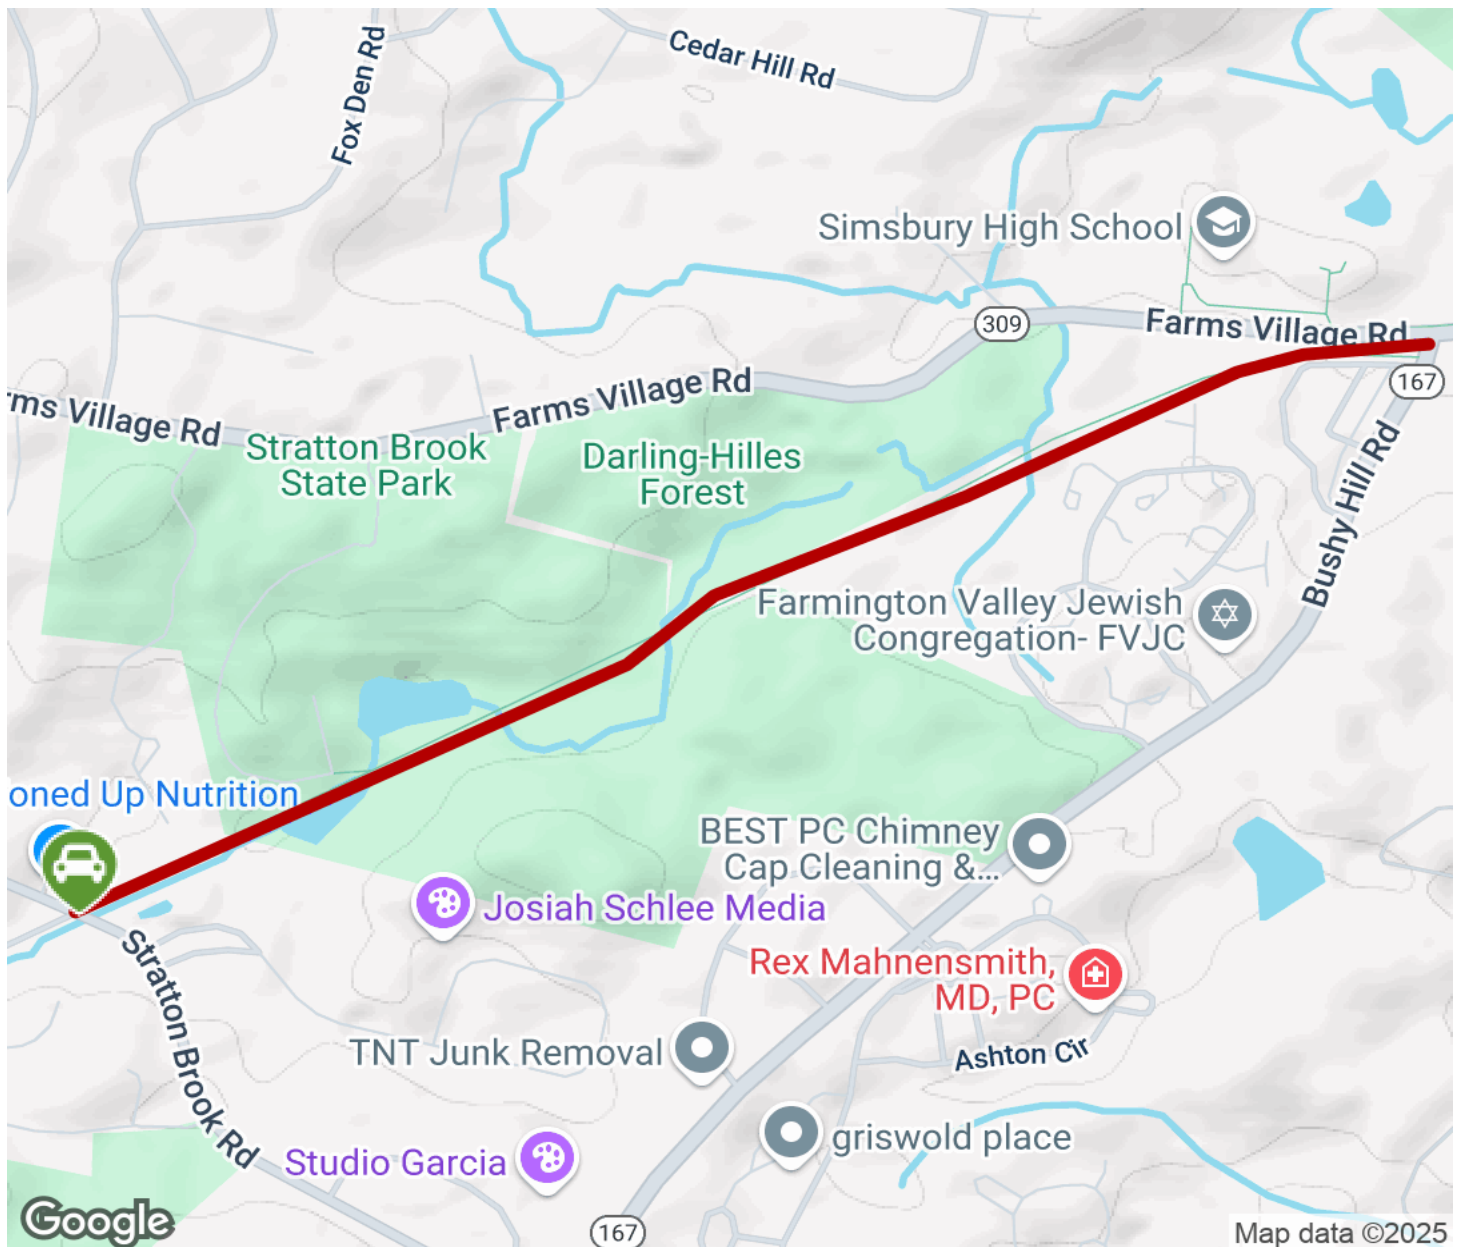 Fox Den Rd
Cedar Hill Rd
Simsbury High School
309
Farms Village Rd
167
Farms Village Rd
rms Village Rd
Stratton Brook
State Park
Darling-Hilles
Forest
Bushy Hill Rd
Farmington Valley Jewish
Congregation- FVJC
oned Up Nutrition
BEST PC Chimney
Cap Cleaning &...
Josiah Schlee Media
Rex Mahnensmith,
MD, PC
Stratton Brook Rd
TNT Junk Removal
Ashton Cir
griswold place
Studio Garcia
Google
167
Map data ©2025